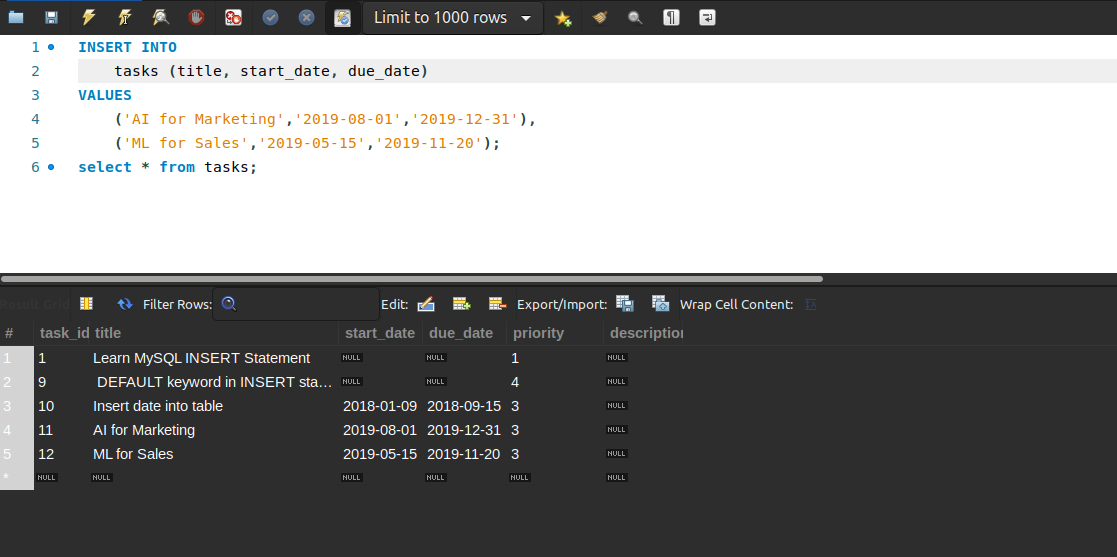 Limit to 1000 rows
1 INSERT INTO
2 tasks (title, start_date, due_date)
3 VALUES
4 ('AI for Marketing','2019-08-01','2019-12-31'),
5 ('ML for Sales','2019-05-15','2019-11-20');
6 select * from tasks;
Result Grid Filter Rows: Edit: Export/Import: Wrap Cell Content:
# task_id title start_date due_date priority description
1 1 Learn MySQL INSERT Statement NULL NULL 1 NULL
2 9 DEFAULT keyword in INSERT sta… NULL NULL 4 NULL
3 10 Insert date into table 2018-01-09 2018-09-15 3 NULL
4 11 AI for Marketing 2019-08-01 2019-12-31 3 NULL
5 12 ML for Sales 2019-05-15 2019-11-20 3 NULL
* NULL NULL NULL NULL NULL NULL